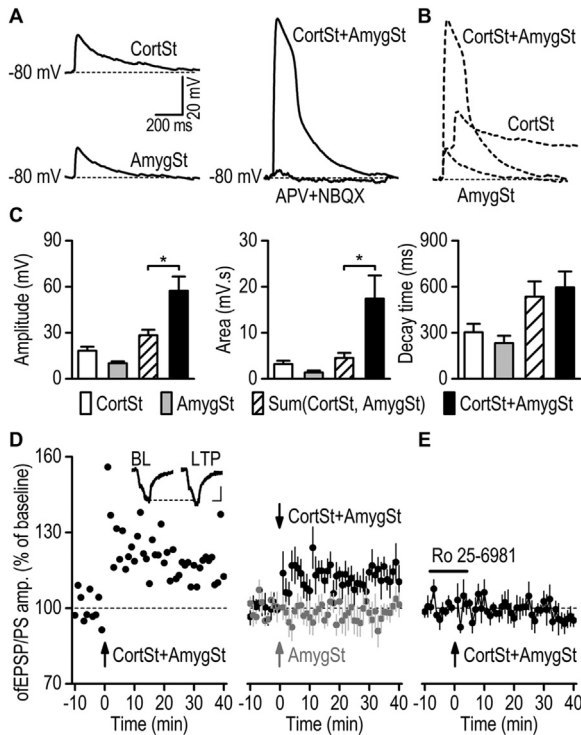 A
B
CortSt
CortSt+AmygSt
CortSt+AmygSt
-80 mV
20 mV
200 ms
CortSt
AmygSt
-80 mV
-80 mV
APV+NBQX
AmygSt
C
Amplitude (mV)
90
60
30
0
Area (mV.s)
30
20
10
0
*
*
Decay time (ms)
900
600
300
0
CortSt
AmygSt
Sum(CortSt, AmygSt)
CortSt+AmygSt
D
E
ofEPSP/PS amp. (% of baseline)
160
140
120
100
80
BL
LTP
CortSt+AmygSt
CortSt+AmygSt
AmygSt
Ro 25-6981
CortSt+AmygSt
-10 0 10 20 30 40
-10 0 10 20 30 40
-10 0 10 20 30 40
Time (min)
Time (min)
Time (min)